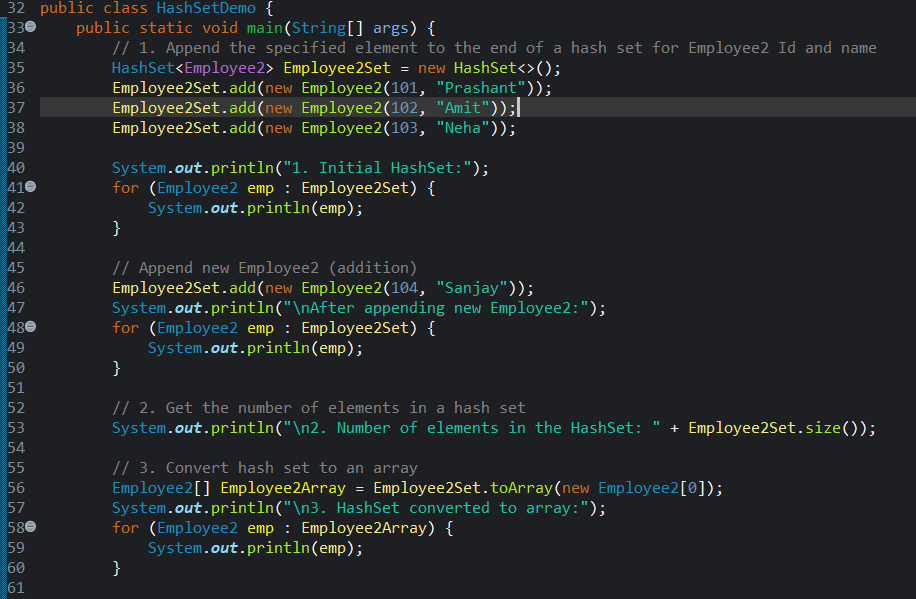 32 public class HashSetDemo {
33 public static void main(String[] args) {
34 // 1. Append the specified element to the end of a hash set for Employee2 Id and name
35 HashSet<Employee2> Employee2Set = new HashSet<>();
36 Employee2Set.add(new Employee2(101, "Prashant"));
37 Employee2Set.add(new Employee2(102, "Amit"));
38 Employee2Set.add(new Employee2(103, "Neha"));
39
40 System.out.println("1. Initial HashSet:");
41 for (Employee2 emp : Employee2Set) {
42 System.out.println(emp);
43 }
44
45 // Append new Employee2 (addition)
46 Employee2Set.add(new Employee2(104, "Sanjay"));
47 System.out.println("\nAfter appending new Employee2:");
48 for (Employee2 emp : Employee2Set) {
49 System.out.println(emp);
50 }
51
52 // 2. Get the number of elements in a hash set
53 System.out.println("\n2. Number of elements in the HashSet: " + Employee2Set.size());
54
55 // 3. Convert hash set to an array
56 Employee2[] Employee2Array = Employee2Set.toArray(new Employee2[0]);
57 System.out.println("\n3. HashSet converted to array:");
58 for (Employee2 emp : Employee2Array) {
59 System.out.println(emp);
60 }
61